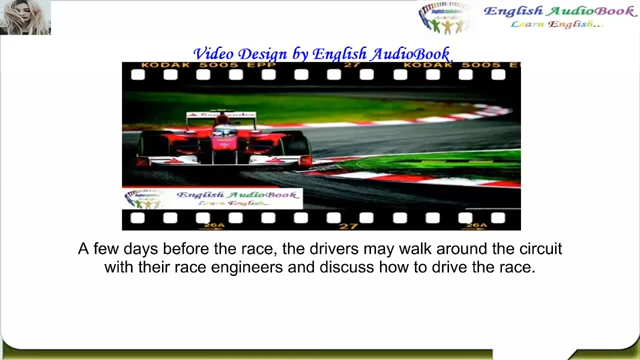 English AudioBook
Learn English...
Video Design by English AudioBook
KODAK 5005 EPP 27 KODAK 5005 E
Santander
English AudioBook
Learn English...
26A 27 26A
A few days before the race, the drivers may walk around the circuit
with their race engineers and discuss how to drive the race.